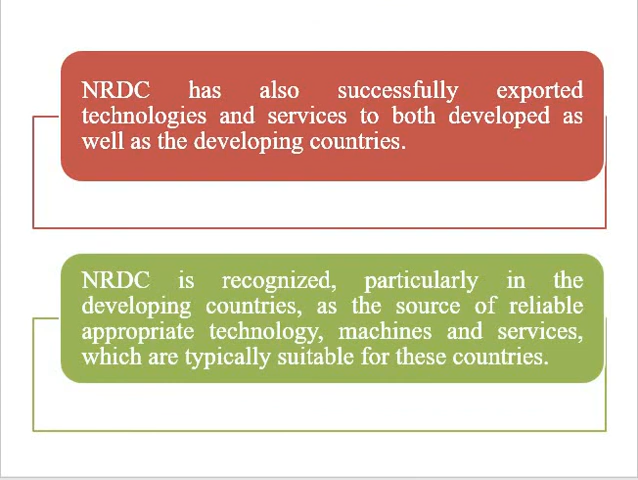 NRDC has also successfully exported
technologies and services to both developed as
well as the developing countries.
NRDC is recognized, particularly in the
developing countries, as the source of reliable
appropriate technology, machines and services,
which are typically suitable for these countries.